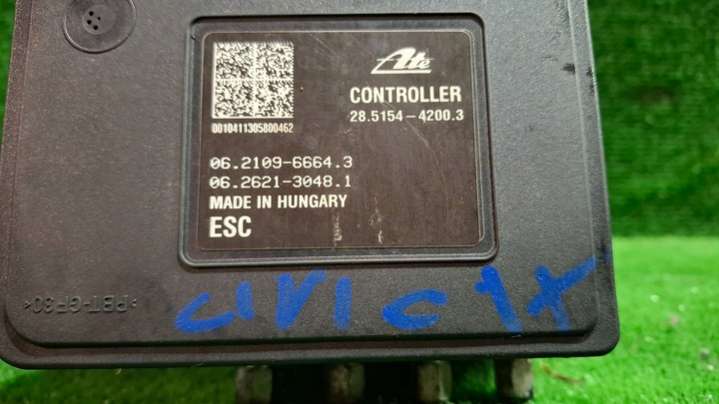 Ate
CONTROLLER
28.5154-4200.3
0010411305800462
06.2109-6664.3
06.2621-3048.1
MADE IN HUNGARY
ESC
>PBT-GF30<
CIVIC